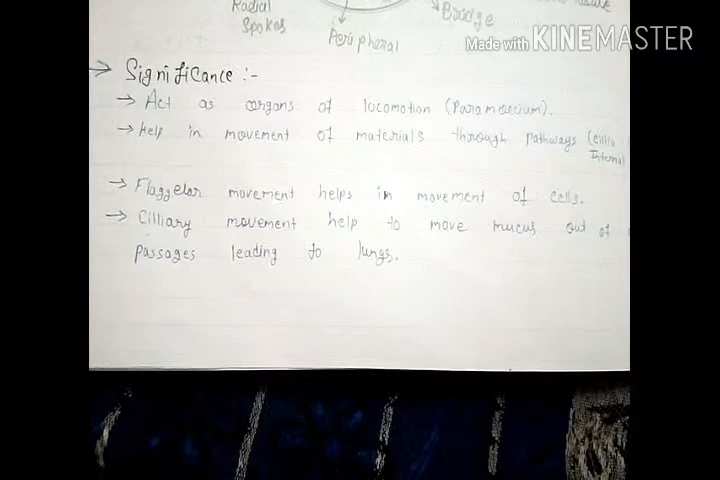 Radial
Spokes
Peripheral
Bridge
Made with KINEMASTER
→ Significance :-
→ Act as organs of locomotion (Paramoecium).
→ Help in movement of materials through pathways (cillia
Internal
→ Flaggelar movement helps in movement of cells.
→ Cilliary movement help to move mucus out of
passages leading to lungs.